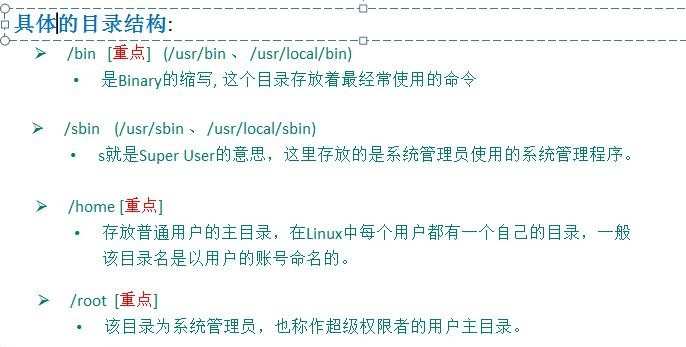 具体的目录结构:
/bin [重点] (/usr/bin 、 /usr/local/bin)
是Binary的缩写, 这个目录存放着最经常使用的命令
/sbin (/usr/sbin 、 /usr/local/sbin)
s就是Super User的意思，这里存放的是系统管理员使用的系统管理程序。
/home [重点]
存放普通用户的主目录，在Linux中每个用户都有一个自己的目录，一般
该目录名是以用户的账号命名的。
/root [重点]
该目录为系统管理员，也称作超级权限者的用户主目录。